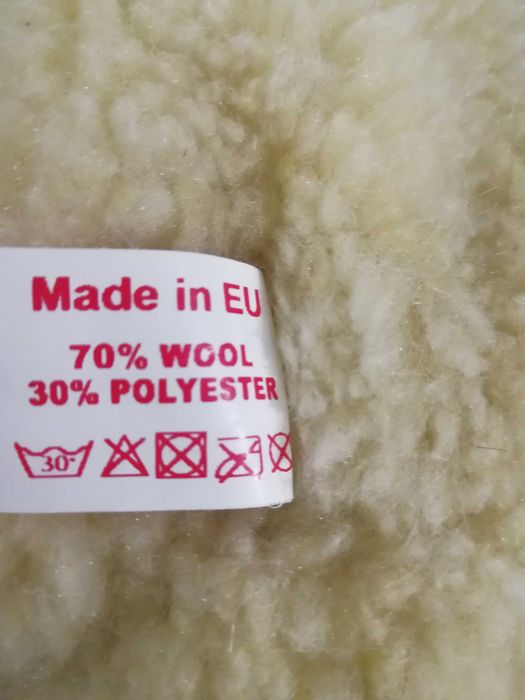 Made in EU
70% WOOL
30% POLYESTER
30°